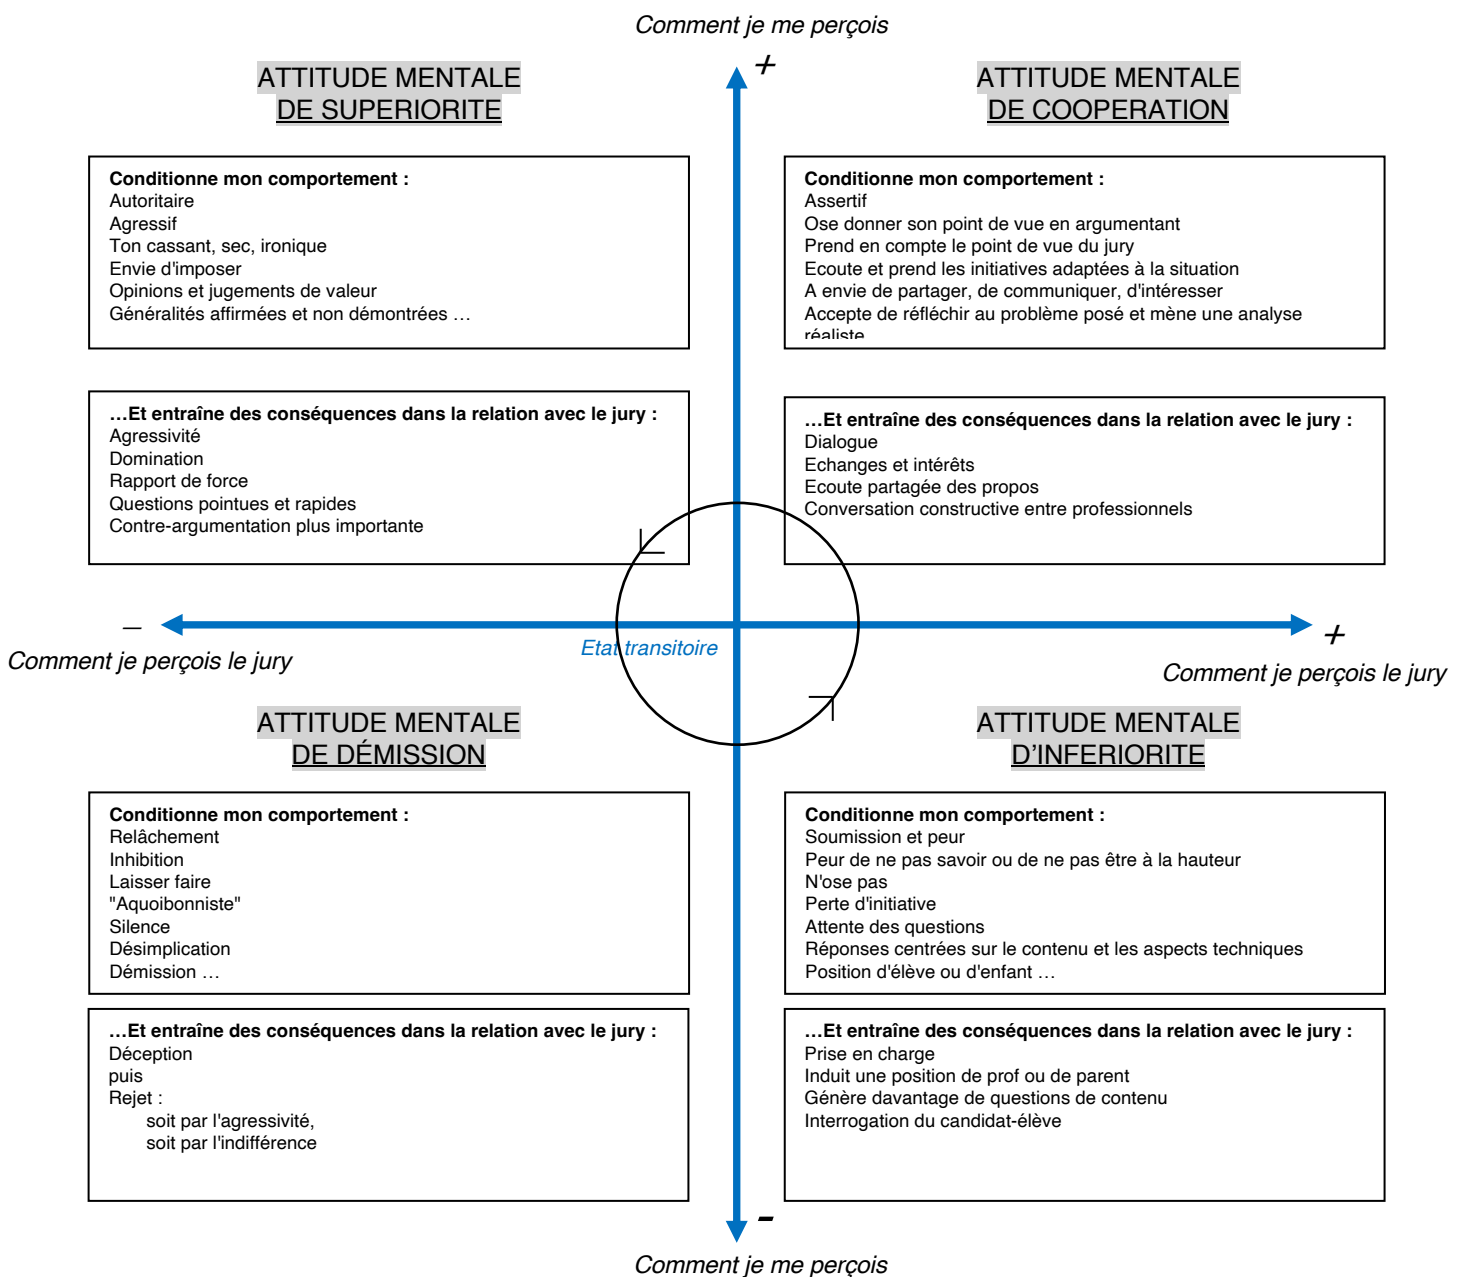 Comment je me perçois
+
ATTITUDE MENTALE
DE SUPERIORITE
Conditionne mon comportement :
Autoritaire
Agressif
Ton cassant, sec, ironique
Envie d'imposer
Opinions et jugements de valeur
Généralités affirmées et non démontrées …
…Et entraîne des conséquences dans la relation avec le jury :
Agressivité
Domination
Rapport de force
Questions pointues et rapides
Contre-argumentation plus importante
ATTITUDE MENTALE
DE COOPERATION
Conditionne mon comportement :
Assertif
Ose donner son point de vue en argumentant
Prend en compte le point de vue du jury
Ecoute et prend les initiatives adaptées à la situation
A envie de partager, de communiquer, d'intéresser
Accepte de réfléchir au problème posé et mène une analyse
réaliste
…Et entraîne des conséquences dans la relation avec le jury :
Dialogue
Echanges et intérêts
Ecoute partagée des propos
Conversation constructive entre professionnels
–
Comment je perçois le jury
Etat transitoire
+
Comment je perçois le jury
ATTITUDE MENTALE
DE DÉMISSION
Conditionne mon comportement :
Relâchement
Inhibition
Laisser faire
"Aquoibonniste"
Silence
Désimplication
Démission …
…Et entraîne des conséquences dans la relation avec le jury :
Déception
puis
Rejet :
soit par l'agressivité,
soit par l'indifférence
ATTITUDE MENTALE
D’INFERIORITE
Conditionne mon comportement :
Soumission et peur
Peur de ne pas savoir ou de ne pas être à la hauteur
N'ose pas
Perte d'initiative
Attente des questions
Réponses centrées sur le contenu et les aspects techniques
Position d'élève ou d'enfant …
…Et entraîne des conséquences dans la relation avec le jury :
Prise en charge
Induit une position de prof ou de parent
Génère davantage de questions de contenu
Interrogation du candidat-élève
-
Comment je me perçois